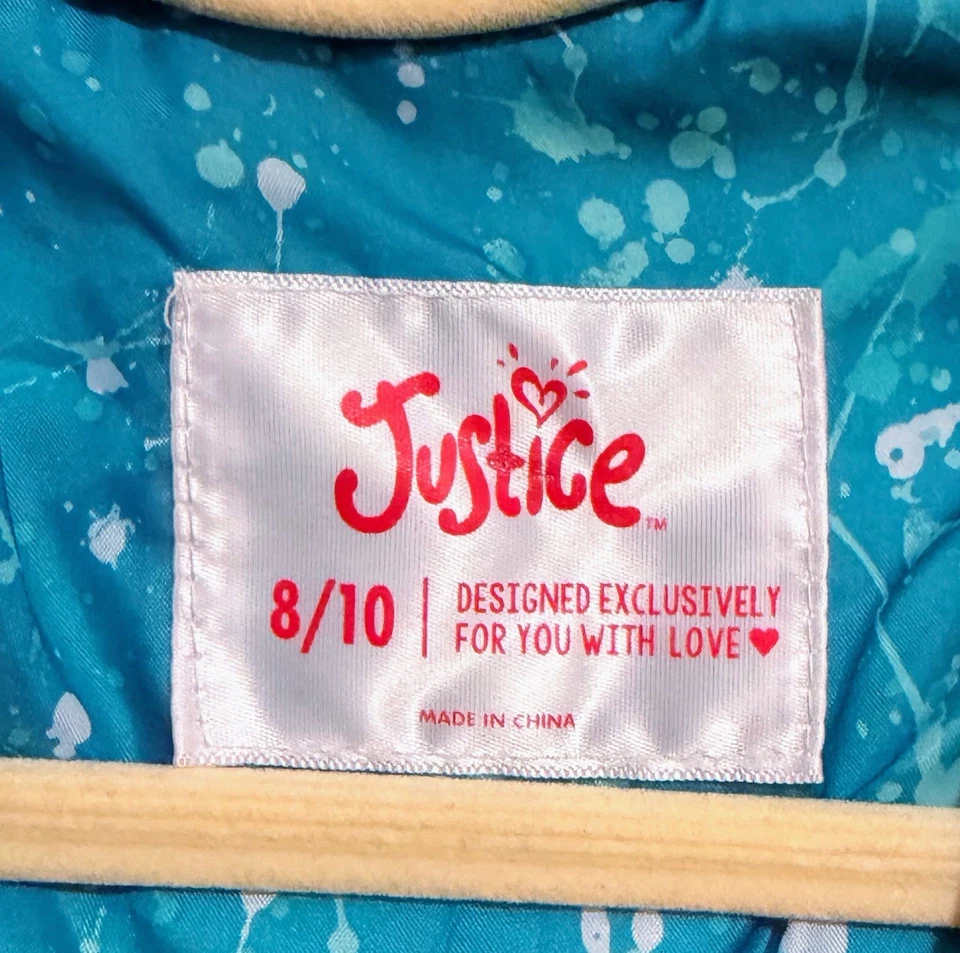 Justice™
8/10
DESIGNED EXCLUSIVELY
FOR YOU WITH LOVE ♥
MADE IN CHINA